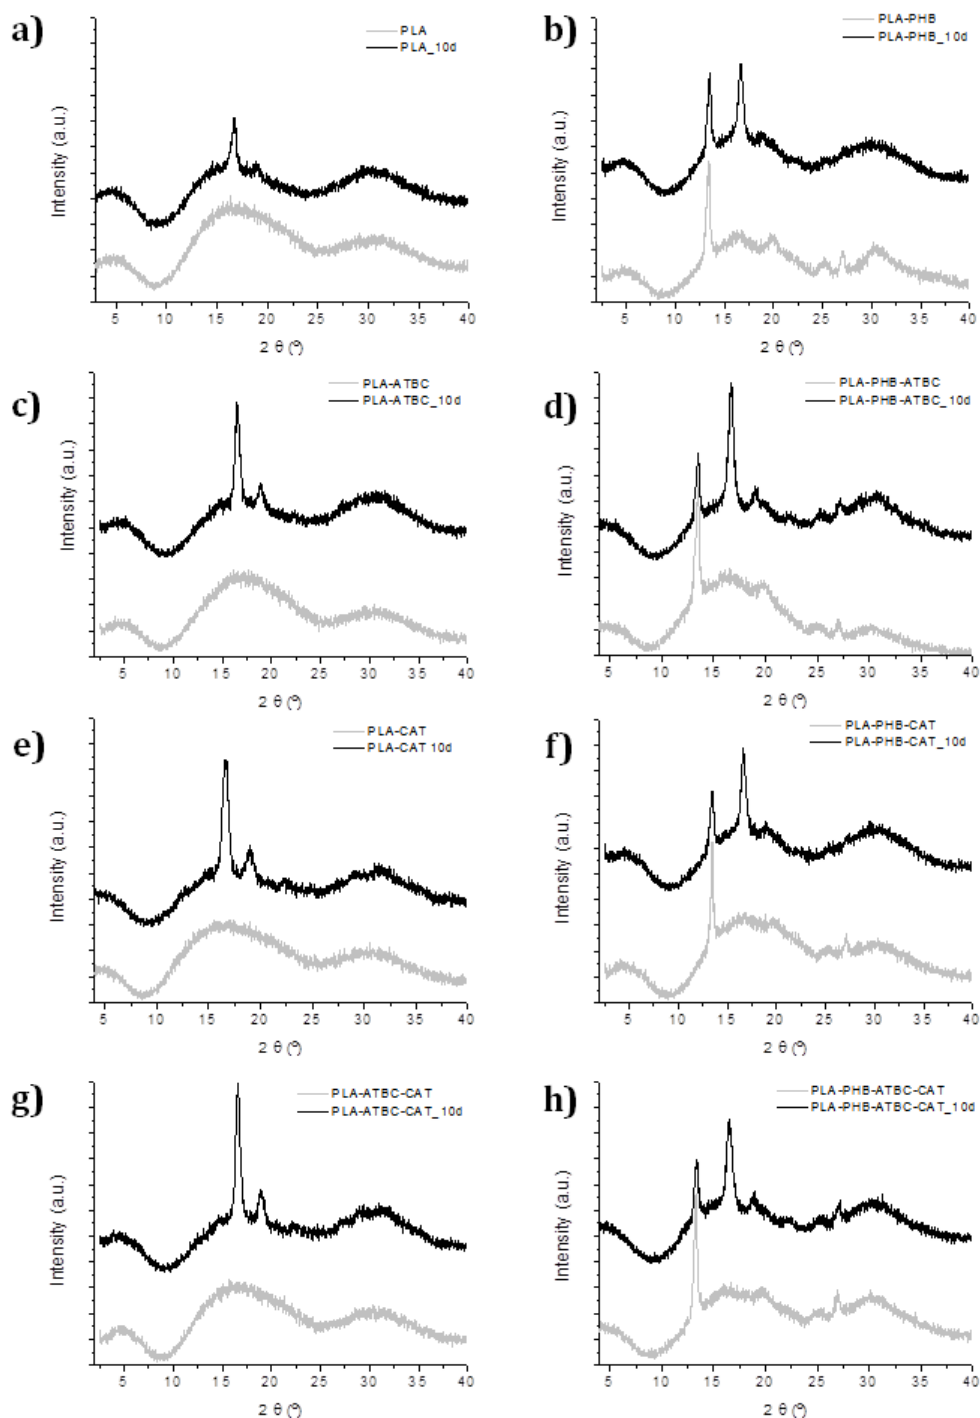 a)
PLA
PLA_10d
Intensity (a.u.)
5 10 15 20 25 30 35 40
2 θ (º)
b)
PLA-PHB
PLA-PHB_10d
Intensity (a.u.)
5 10 15 20 25 30 35 40
2 θ (º)
c)
PLA-ATBC
PLA-ATBC_10d
Intensity (a.u.)
5 10 15 20 25 30 35 40
2 θ (º)
d)
PLA-PHB-ATBC
PLA-PHB-ATBC_10d
Intensity (a.u.)
5 10 15 20 25 30 35 40
2 θ (º)
e)
PLA-CAT
PLA-CAT 10d
Intensity (a.u.)
5 10 15 20 25 30 35 40
2 θ (º)
f)
PLA-PHB-CAT
PLA-PHB-CAT_10d
Intensity (a.u.)
5 10 15 20 25 30 35 40
2 θ (º)
g)
PLA-ATBC-CAT
PLA-ATBC-CAT_10d
Intensity (a.u.)
5 10 15 20 25 30 35 40
2 θ (º)
h)
PLA-PHB-ATBC-CAT
PLA-PHB-ATBC-CAT_10d
Intensity (a.u.)
5 10 15 20 25 30 35 40
2 θ (º)